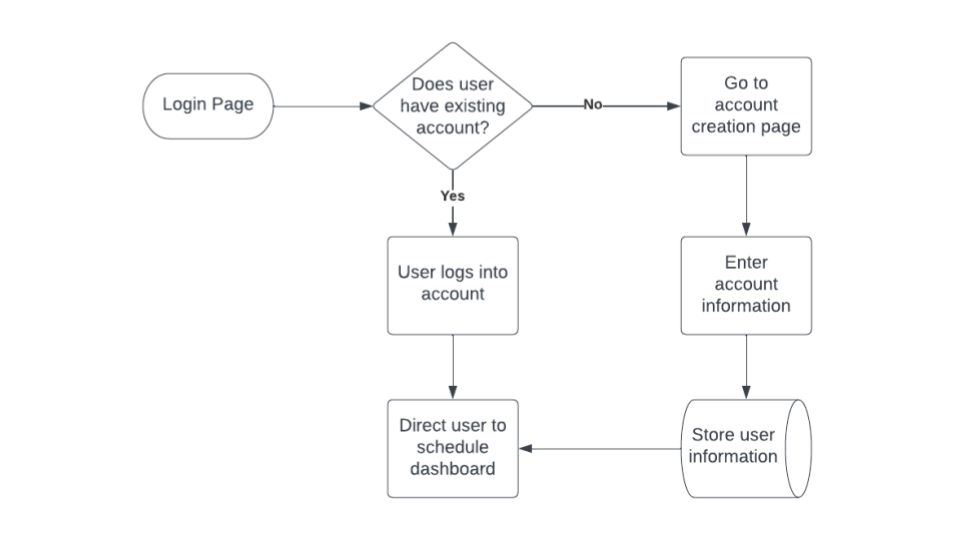 Login Page
Does user
have existing
account?
No
Go to
account
creation page
Yes
User logs into
account
Enter
account
information
Direct user to
schedule
dashboard
Store user
information